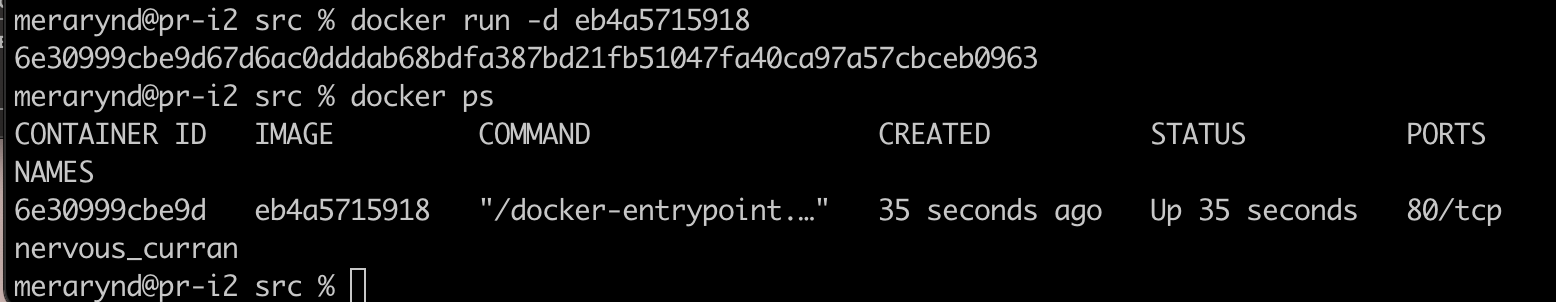 merarynd@pr-i2 src % docker run -d eb4a5715918
6e30999cbe9d67d6ac0dddab68bdfa387bd21fb51047fa40ca97a57cbceb0963
merarynd@pr-i2 src % docker ps
CONTAINER ID   IMAGE         COMMAND                  CREATED          STATUS          PORTS
NAMES
6e30999cbe9d   eb4a5715918   "/docker-entrypoint.…"   35 seconds ago   Up 35 seconds   80/tcp
nervous_curran
merarynd@pr-i2 src %